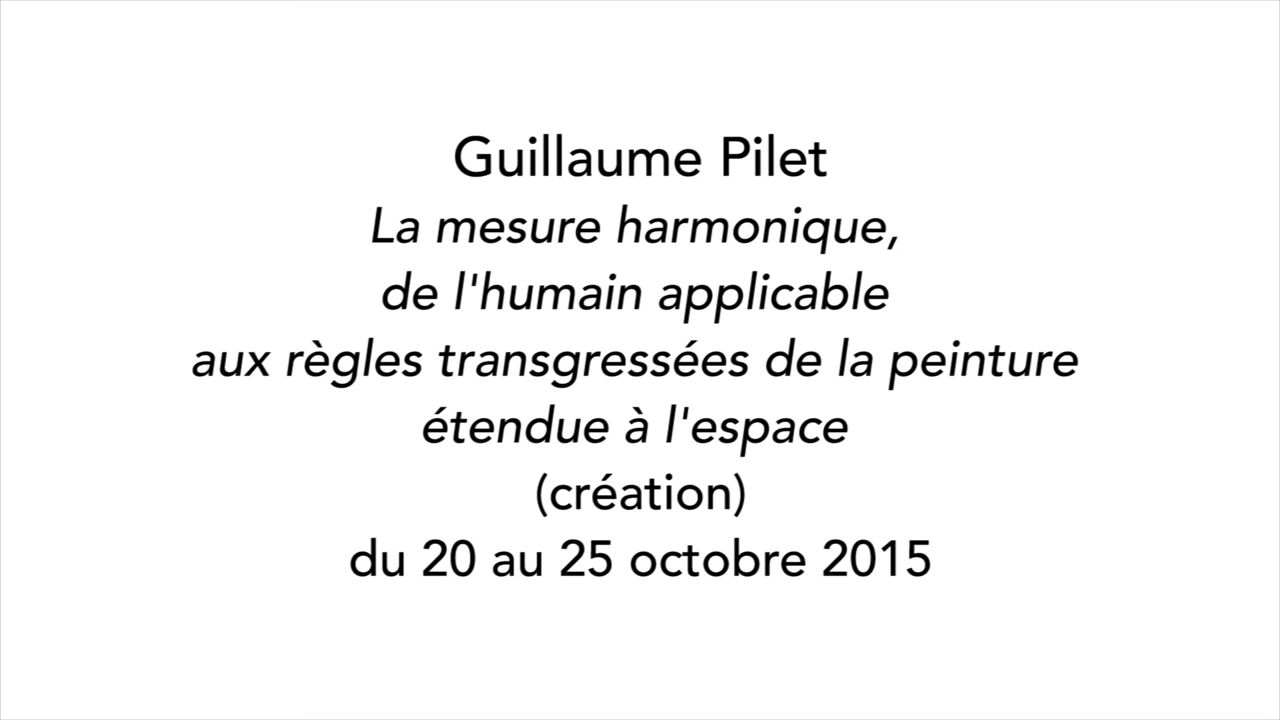 Guillaume Pilet
La mesure harmonique,
de l'humain applicable
aux règles transgressées de la peinture
étendue à l'espace
(création)
du 20 au 25 octobre 2015